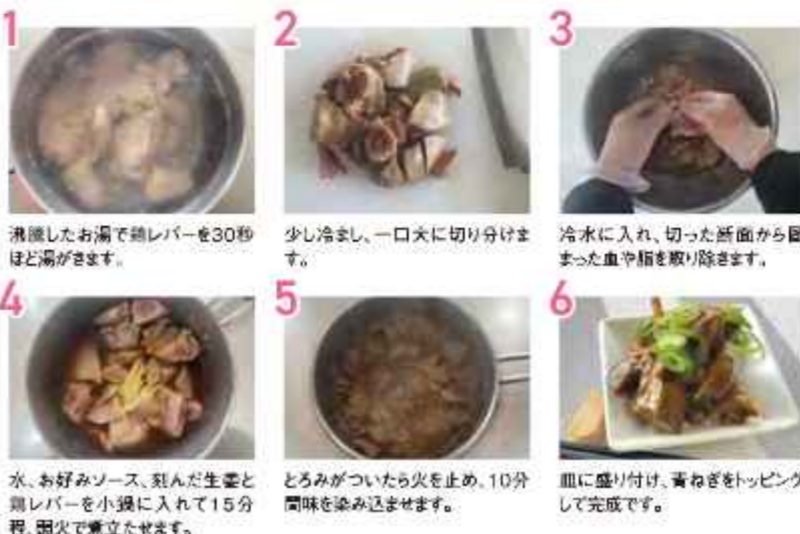 1
沸騰したお湯で鶏レバーを30秒
ほど湯がきます。
2
少し冷まし、一口大に切り分けま
す。
3
冷水に入れ、切った断面から固
まった血や脂を取り除きます。
4
水、お好みソース、刻んだ生姜と
鶏レバーを小鍋に入れて15分
程、弱火で煮立たせます。
5
とろみがついたら火を止め、10分
間味を染み込ませます。
6
皿に盛り付け、青ねぎをトッピング
して完成です。